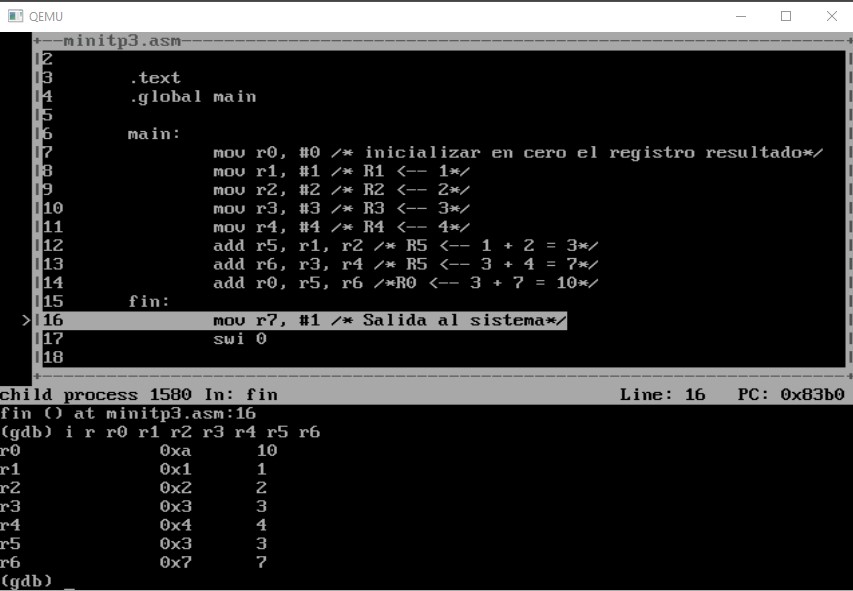 QEMU
minitp3.asm
2
3 .text
4 .global main
5
6 main:
7 mov r0, #0 /* inicializar en cero el registro resultado*/
8 mov r1, #1 /* R1 <-- 1*/
9 mov r2, #2 /* R2 <-- 2*/
10 mov r3, #3 /* R3 <-- 3*/
11 mov r4, #4 /* R4 <-- 4*/
12 add r5, r1, r2 /* R5 <-- 1 + 2 = 3*/
13 add r6, r3, r4 /* R5 <-- 3 + 4 = 7*/
14 add r0, r5, r6 /*R0 <-- 3 + 7 = 10*/
15 fin:
>16 mov r7, #1 /* Salida al sistema*/
17 swi 0
18
child process 1580 In: fin Line: 16 PC: 0x83b0
fin () at minitp3.asm:16
(gdb) i r r0 r1 r2 r3 r4 r5 r6
r0 0xa 10
r1 0x1 1
r2 0x2 2
r3 0x3 3
r4 0x4 4
r5 0x3 3
r6 0x7 7
(gdb) _